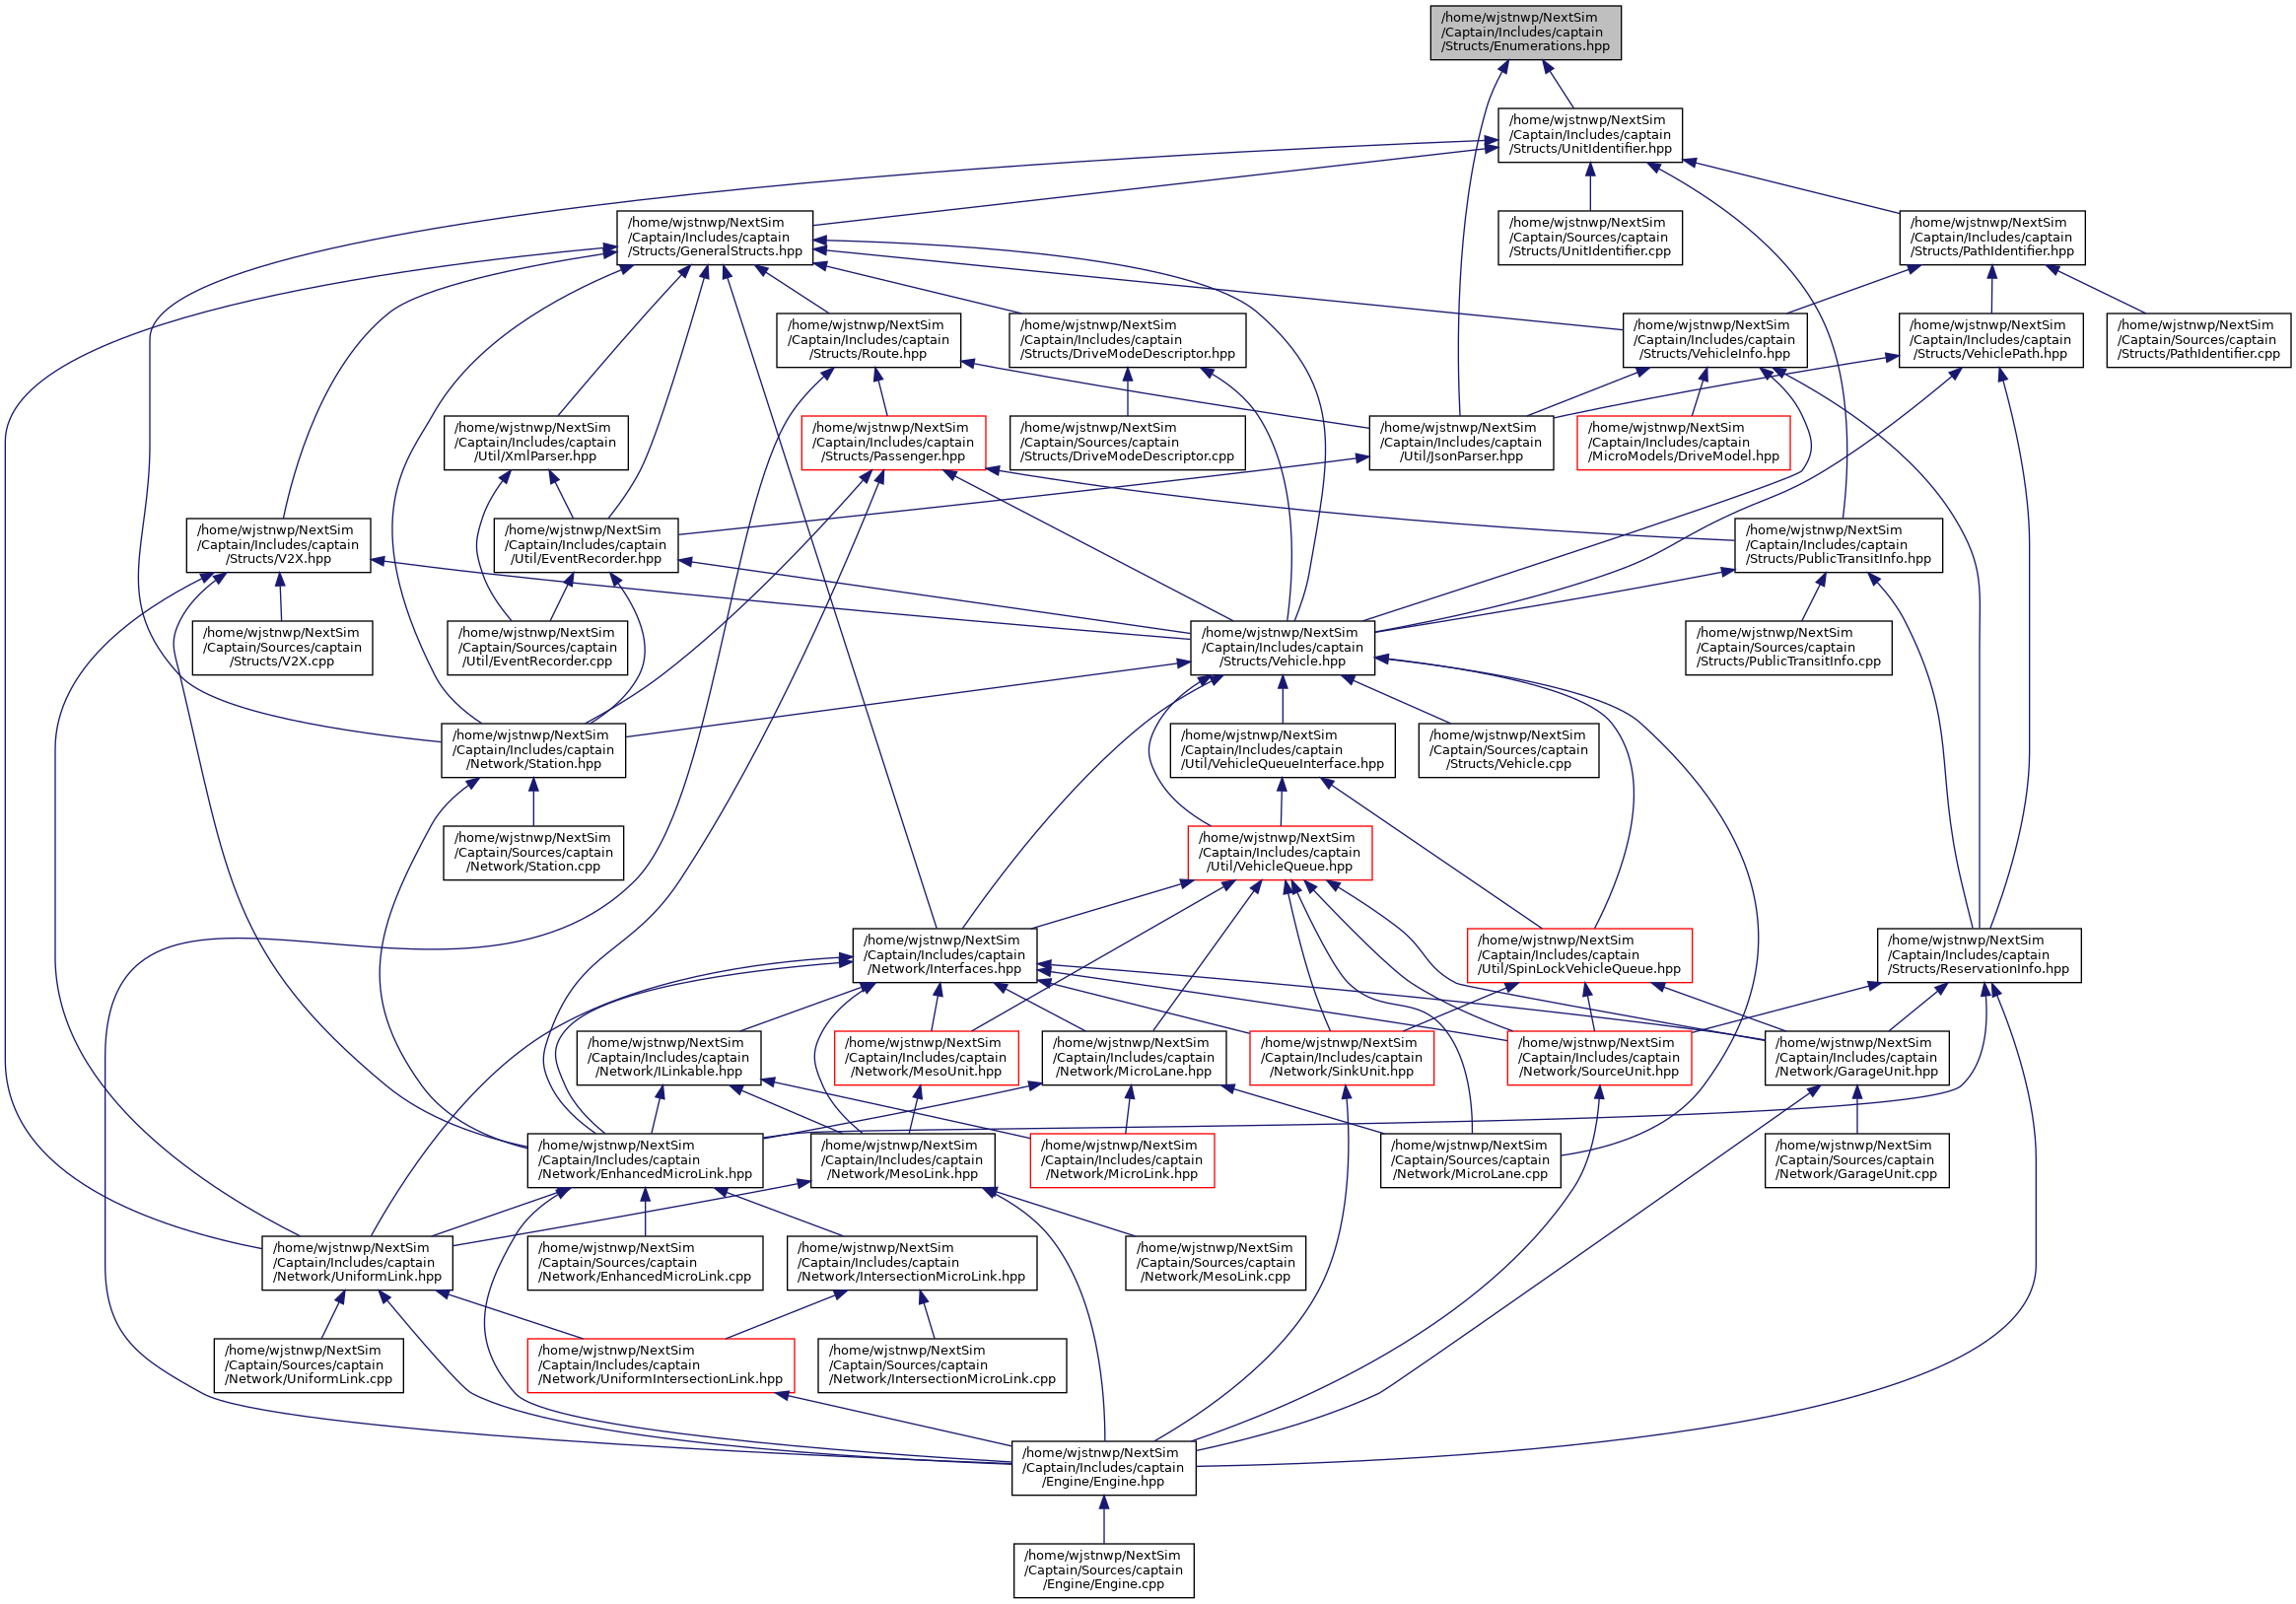 /home/wjstnwp/NextSim
/Captain/Includes/captain
/Structs/Enumerations.hpp
/home/wjstnwp/NextSim
/Captain/Includes/captain
/Structs/UnitIdentifier.hpp
/home/wjstnwp/NextSim
/Captain/Includes/captain
/Structs/GeneralStructs.hpp
/home/wjstnwp/NextSim
/Captain/Sources/captain
/Structs/UnitIdentifier.cpp
/home/wjstnwp/NextSim
/Captain/Includes/captain
/Structs/PathIdentifier.hpp
/home/wjstnwp/NextSim
/Captain/Includes/captain
/Structs/Route.hpp
/home/wjstnwp/NextSim
/Captain/Includes/captain
/Structs/DriveModeDescriptor.hpp
/home/wjstnwp/NextSim
/Captain/Includes/captain
/Structs/VehicleInfo.hpp
/home/wjstnwp/NextSim
/Captain/Includes/captain
/Structs/VehiclePath.hpp
/home/wjstnwp/NextSim
/Captain/Sources/captain
/Structs/PathIdentifier.cpp
/home/wjstnwp/NextSim
/Captain/Includes/captain
/Util/XmlParser.hpp
/home/wjstnwp/NextSim
/Captain/Includes/captain
/Structs/Passenger.hpp
/home/wjstnwp/NextSim
/Captain/Sources/captain
/Structs/DriveModeDescriptor.cpp
/home/wjstnwp/NextSim
/Captain/Includes/captain
/Util/JsonParser.hpp
/home/wjstnwp/NextSim
/Captain/Includes/captain
/MicroModels/DriveModel.hpp
/home/wjstnwp/NextSim
/Captain/Includes/captain
/Structs/V2X.hpp
/home/wjstnwp/NextSim
/Captain/Includes/captain
/Util/EventRecorder.hpp
/home/wjstnwp/NextSim
/Captain/Includes/captain
/Structs/PublicTransitInfo.hpp
/home/wjstnwp/NextSim
/Captain/Sources/captain
/Structs/V2X.cpp
/home/wjstnwp/NextSim
/Captain/Sources/captain
/Util/EventRecorder.cpp
/home/wjstnwp/NextSim
/Captain/Includes/captain
/Structs/Vehicle.hpp
/home/wjstnwp/NextSim
/Captain/Sources/captain
/Structs/PublicTransitInfo.cpp
/home/wjstnwp/NextSim
/Captain/Includes/captain
/Network/Station.hpp
/home/wjstnwp/NextSim
/Captain/Includes/captain
/Util/VehicleQueueInterface.hpp
/home/wjstnwp/NextSim
/Captain/Sources/captain
/Structs/Vehicle.cpp
/home/wjstnwp/NextSim
/Captain/Sources/captain
/Network/Station.cpp
/home/wjstnwp/NextSim
/Captain/Includes/captain
/Util/VehicleQueue.hpp
/home/wjstnwp/NextSim
/Captain/Includes/captain
/Network/Interfaces.hpp
/home/wjstnwp/NextSim
/Captain/Includes/captain
/Util/SpinLockVehicleQueue.hpp
/home/wjstnwp/NextSim
/Captain/Includes/captain
/Structs/ReservationInfo.hpp
/home/wjstnwp/NextSim
/Captain/Includes/captain
/Network/ILinkable.hpp
/home/wjstnwp/NextSim
/Captain/Includes/captain
/Network/MesoUnit.hpp
/home/wjstnwp/NextSim
/Captain/Includes/captain
/Network/MicroLane.hpp
/home/wjstnwp/NextSim
/Captain/Includes/captain
/Network/SinkUnit.hpp
/home/wjstnwp/NextSim
/Captain/Includes/captain
/Network/SourceUnit.hpp
/home/wjstnwp/NextSim
/Captain/Includes/captain
/Network/GarageUnit.hpp
/home/wjstnwp/NextSim
/Captain/Includes/captain
/Network/EnhancedMicroLink.hpp
/home/wjstnwp/NextSim
/Captain/Includes/captain
/Network/MesoLink.hpp
/home/wjstnwp/NextSim
/Captain/Includes/captain
/Network/MicroLink.hpp
/home/wjstnwp/NextSim
/Captain/Sources/captain
/Network/MicroLane.cpp
/home/wjstnwp/NextSim
/Captain/Sources/captain
/Network/GarageUnit.cpp
/home/wjstnwp/NextSim
/Captain/Includes/captain
/Network/UniformLink.hpp
/home/wjstnwp/NextSim
/Captain/Sources/captain
/Network/EnhancedMicroLink.cpp
/home/wjstnwp/NextSim
/Captain/Includes/captain
/Network/IntersectionMicroLink.hpp
/home/wjstnwp/NextSim
/Captain/Sources/captain
/Network/MesoLink.cpp
/home/wjstnwp/NextSim
/Captain/Sources/captain
/Network/UniformLink.cpp
/home/wjstnwp/NextSim
/Captain/Includes/captain
/Network/UniformIntersectionLink.hpp
/home/wjstnwp/NextSim
/Captain/Sources/captain
/Network/IntersectionMicroLink.cpp
/home/wjstnwp/NextSim
/Captain/Includes/captain
/Engine/Engine.hpp
/home/wjstnwp/NextSim
/Captain/Sources/captain
/Engine/Engine.cpp